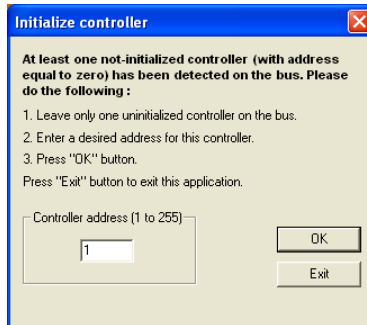 Initialize controller
At least one not-initialized controller (with address
equal to zero) has been detected on the bus. Please
do the following :
1. Leave only one uninitialized controller on the bus.
2. Enter a desired address for this controller.
3. Press "OK" button.
Press "Exit" button to exit this application.
Controller address (1 to 255)
1
OK
Exit